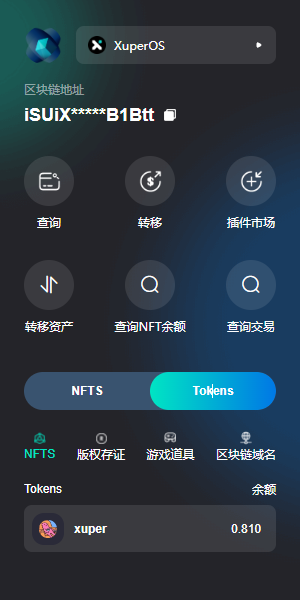 XuperOS
区块链地址
iSUiX*****B1Btt
查询 转移 插件市场
转移资产 查询NFT余额 查询交易
NFTS Tokens
NFTS 版权存证 游戏道具 区块链域名
Tokens 余额
xuper 0.810